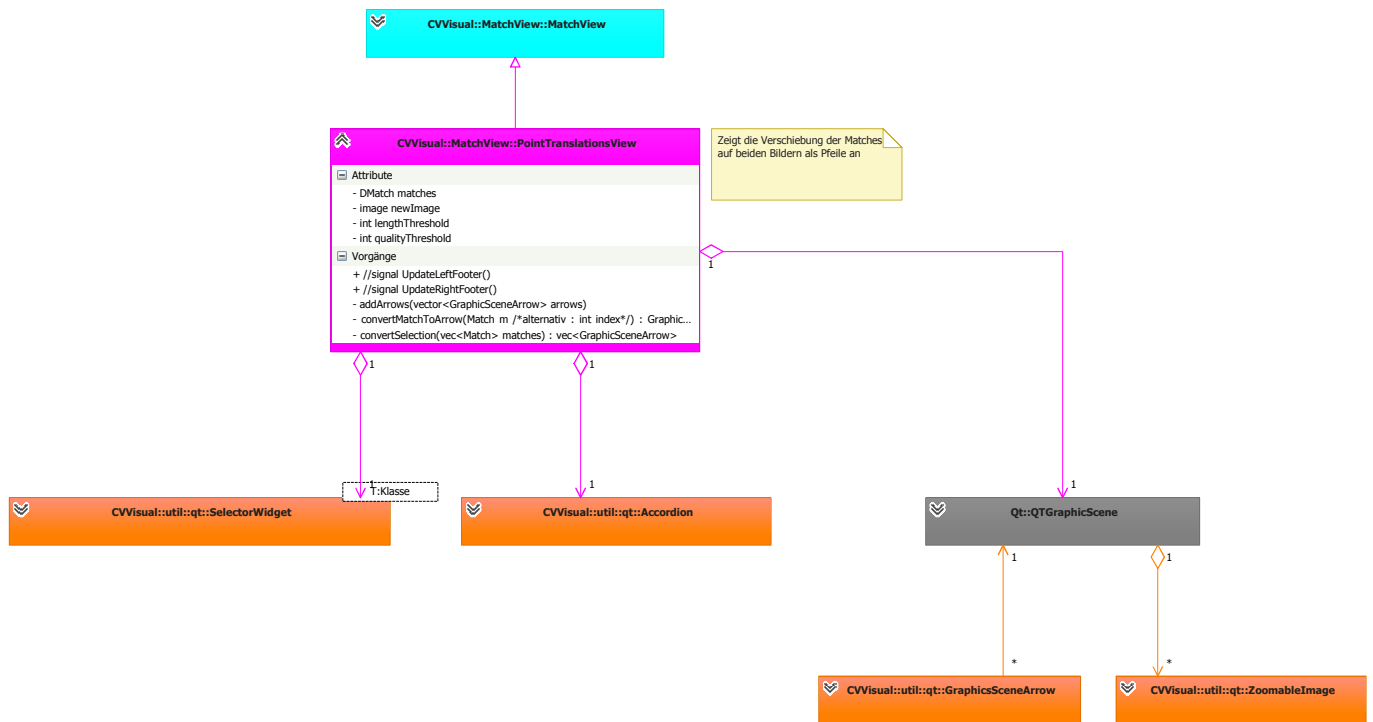 CVVisual::MatchView::MatchView
CVVisual::MatchView::PointTranslationsView
Zeigt die Verschiebung der Matches
auf beiden Bildern als Pfeile an
Attribute
- DMatch matches
- image newImage
- int lengthThreshold
- int qualityThreshold
Vorgänge
+ //signal UpdateLeftFooter()
+ //signal UpdateRightFooter()
- addArrows(vector<GraphicSceneArrow> arrows)
- convertMatchToArrow(Match m /*alternativ : int index*/) : Graphic...
- convertSelection(vec<Match> matches) : vec<GraphicSceneArrow>
1
1
1
1
T:Klasse
1
1
CVVisual::util::qt::SelectorWidget
CVVisual::util::qt::Accordion
Qt::QTGraphicScene
1
1
*
*
CVVisual::util::qt::GraphicsSceneArrow
CVVisual::util::qt::ZoomableImage